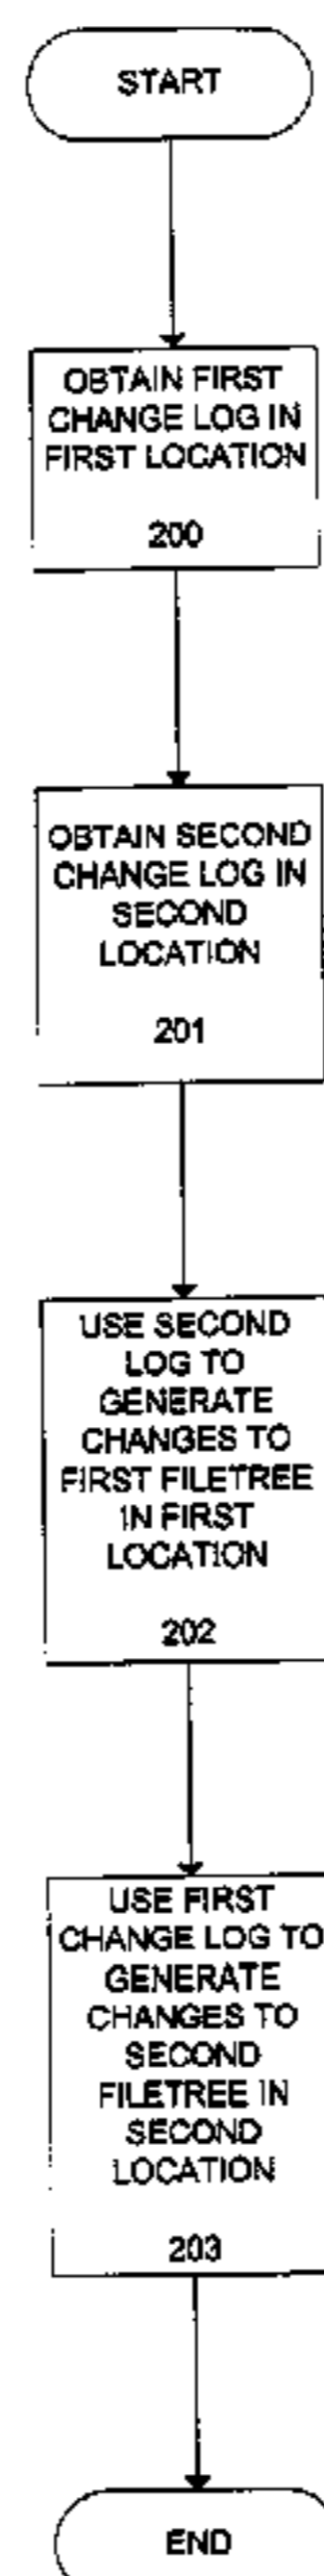 START
OBTAIN FIRST
CHANGE LOG IN
FIRST LOCATION
200
OBTAIN SECOND
CHANGE LOG IN
SECOND
LOCATION
201
USE SECOND
LOG TO
GENERATE
CHANGES TO
FIRST FILETREE
IN FIRST
LOCATION
202
USE FIRST
CHANGE LOG TO
GENERATE
CHANGES TO
SECOND
FILETREE IN
SECOND
LOCATION
203
END